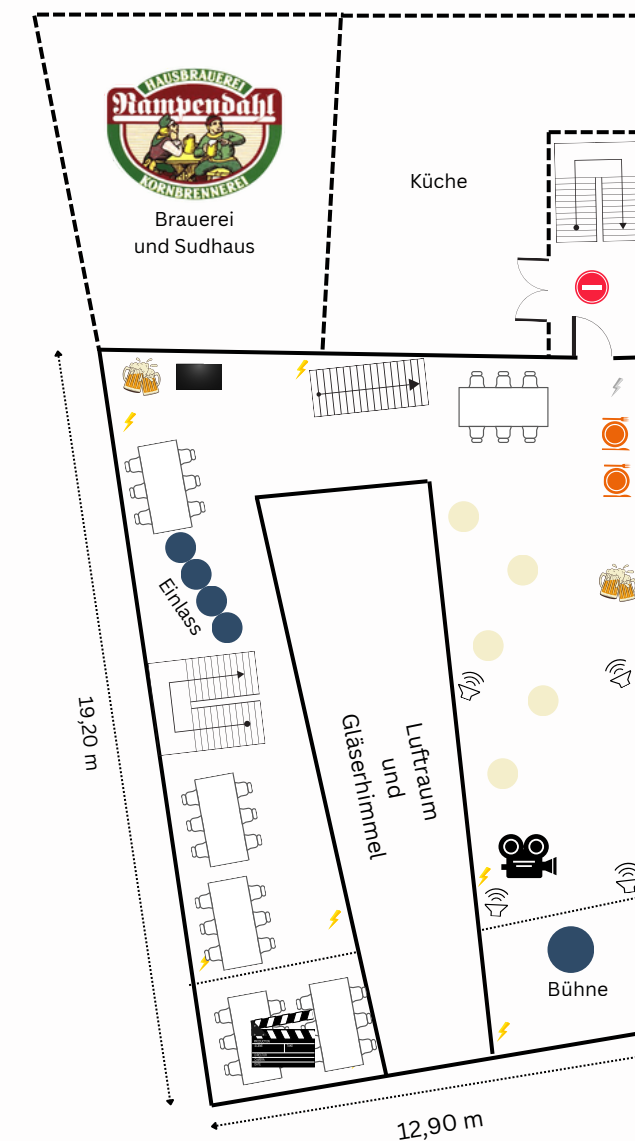 HAUSBRAUEREI
Rampendahl
KORNBRENNEREI
Brauerei
und Sudhaus
Küche
Einlass
19,20 m
Luftraum
und
Gläserhimmel
Bühne
12,90 m